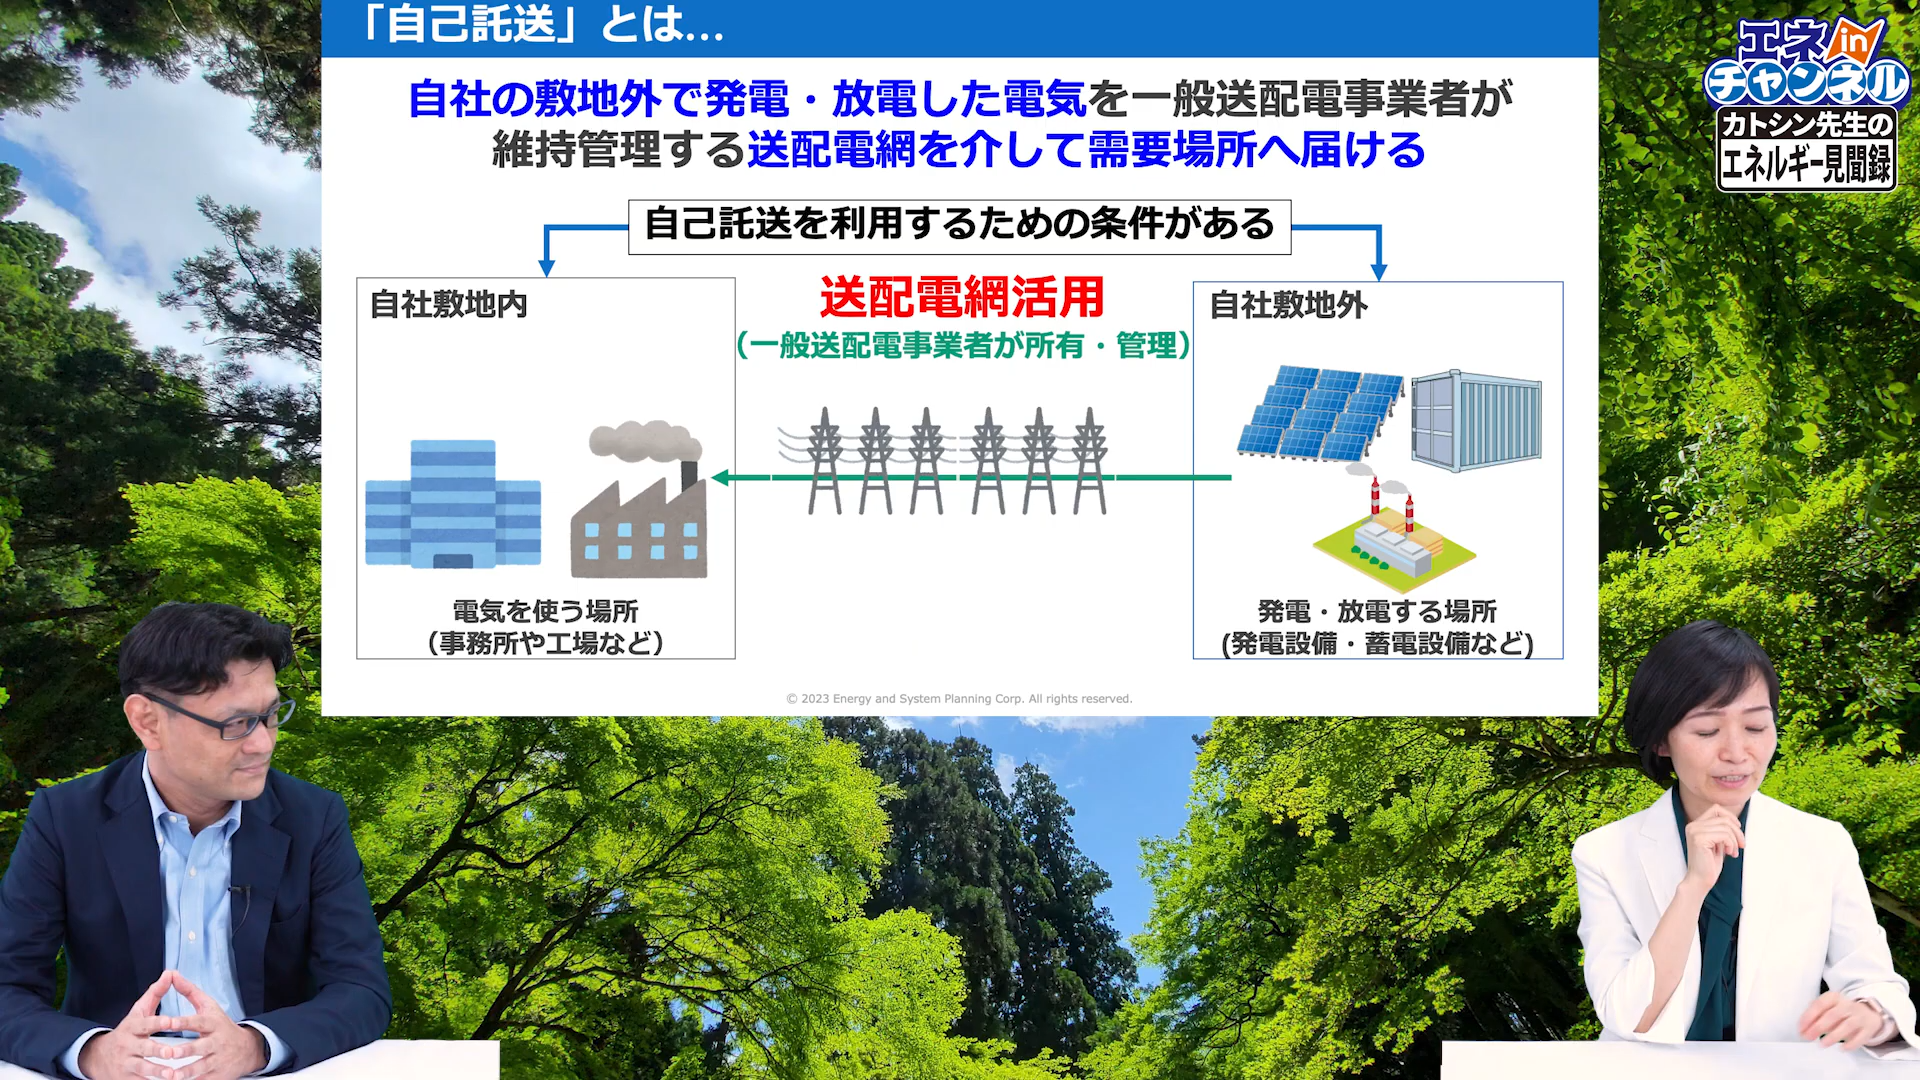 「自己託送」とは…
自社の敷地外で発電・放電した電気を一般送配電事業者が
維持管理する送配電網を介して需要場所へ届ける
自己託送を利用するための条件がある
自社敷地内
送配電網活用
（一般送配電事業者が所有・管理）
自社敷地外
電気を使う場所
（事務所や工場など）
発電・放電する場所
(発電設備・蓄電設備など)
© 2023 Energy and System Planning Corp. All rights reserved.
エネinチャンネル
カトシン先生の
エネルギー見聞録